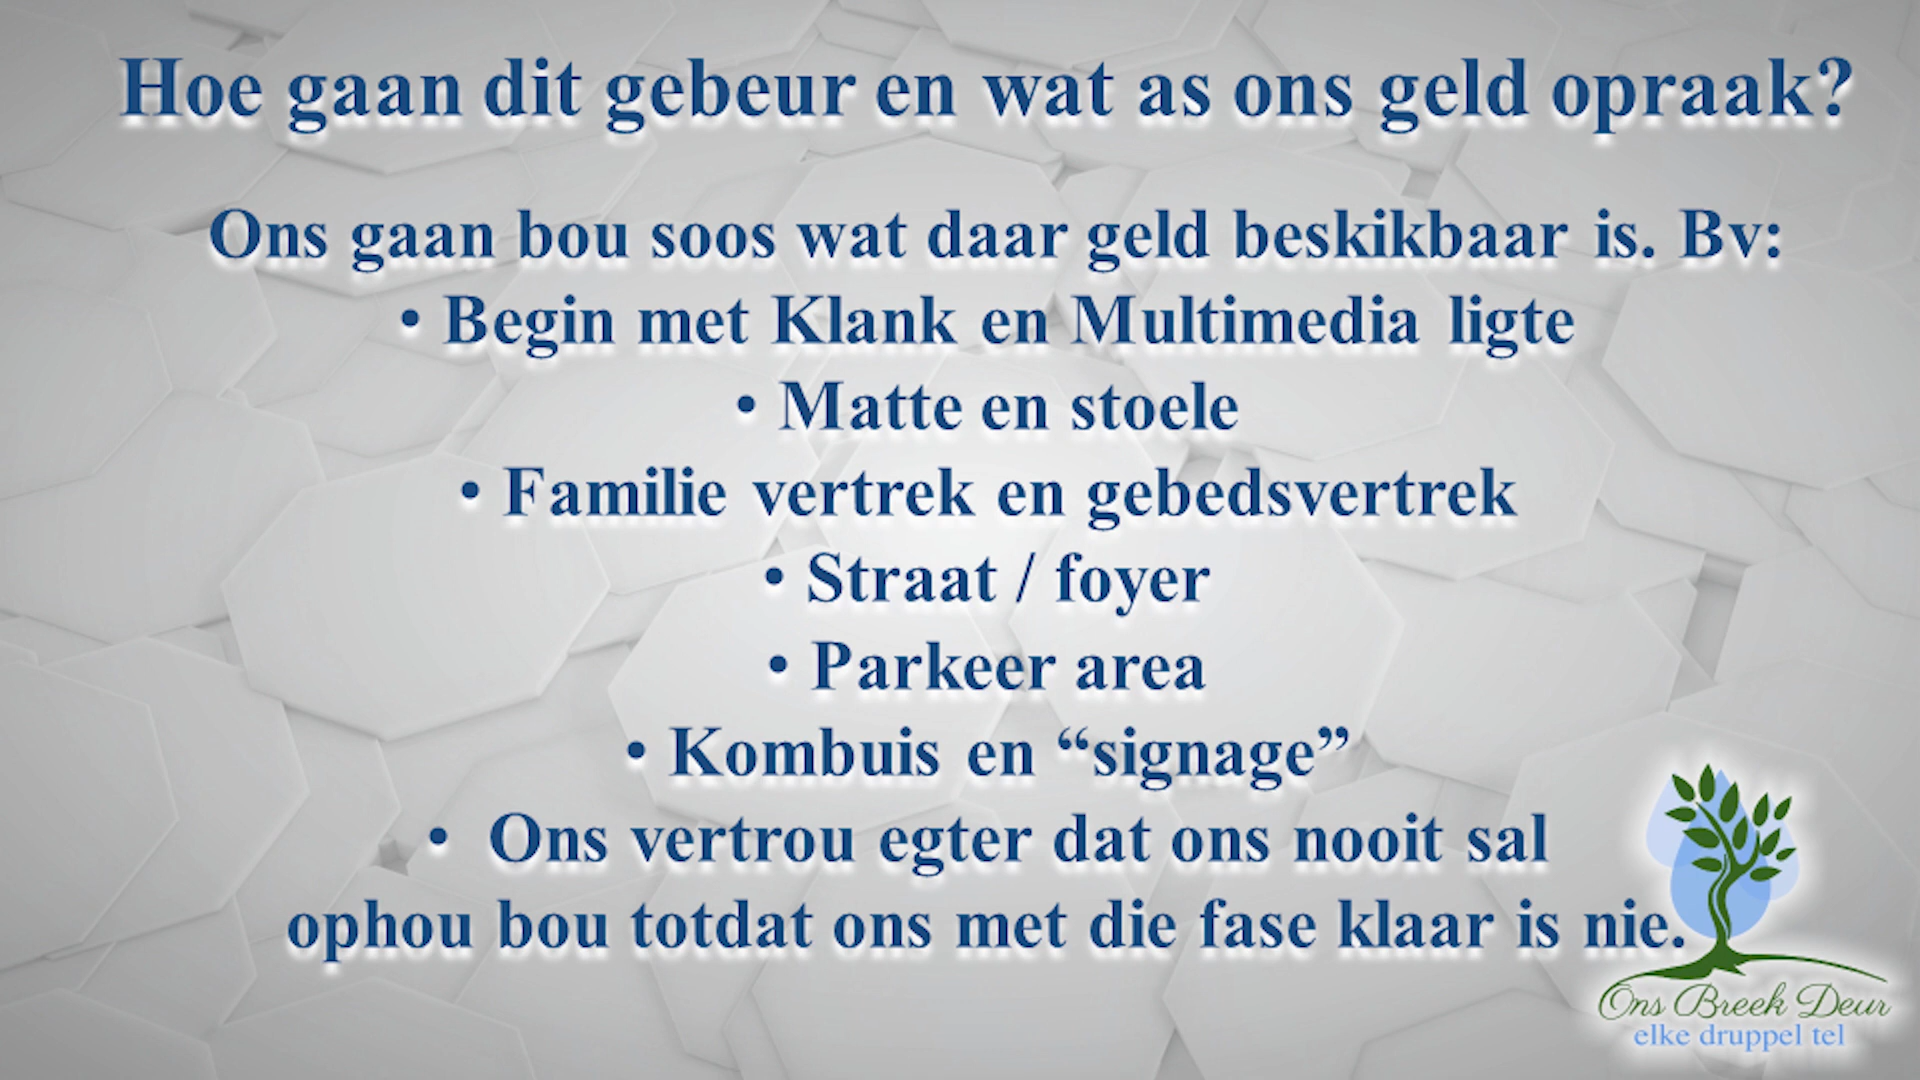 Hoe gaan dit gebeur en wat as ons geld opraak?
Ons gaan bou soos wat daar geld beskikbaar is. Bv:
• Begin met Klank en Multimedia ligte
• Matte en stoele
• Familie vertrek en gebedsvertrek
• Straat / foyer
• Parkeer area
• Kombuis en “signage”
• Ons vertrou egter dat ons nooit sal
ophou bou totdat ons met die fase klaar is nie.
Ons Breek Deur
elke druppel tel